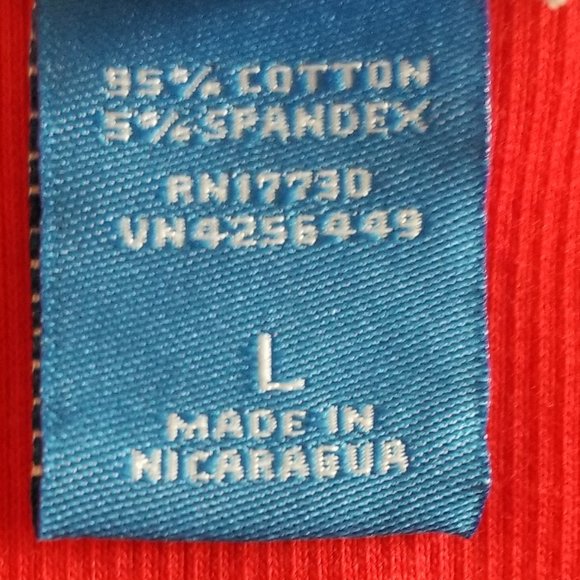 95% COTTON
5% SPANDEX
RN17730
VN4256449
L
MADE IN
NICARAGUA